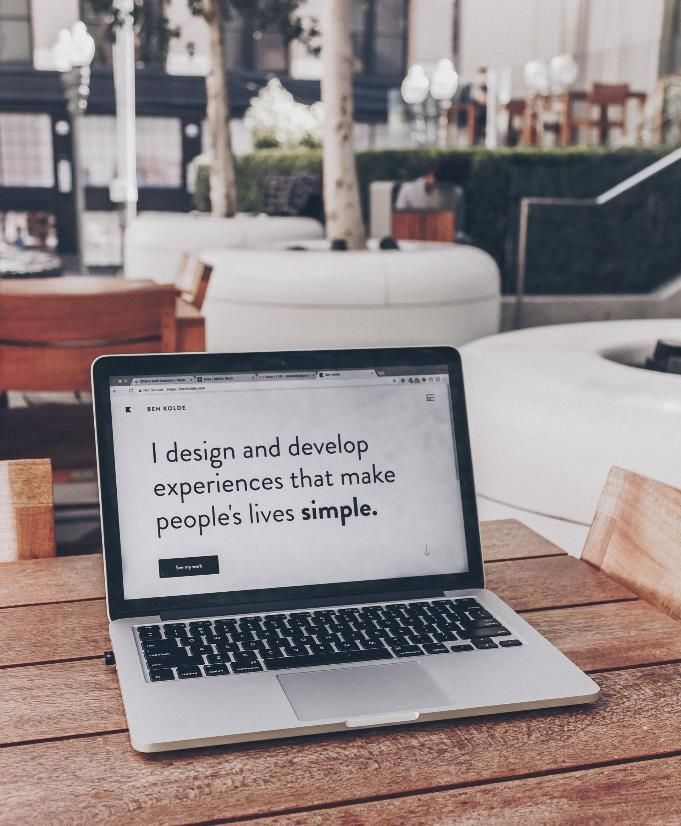 BEN KOLDE
I design and develop
experiences that make
people's lives simple.
See my work